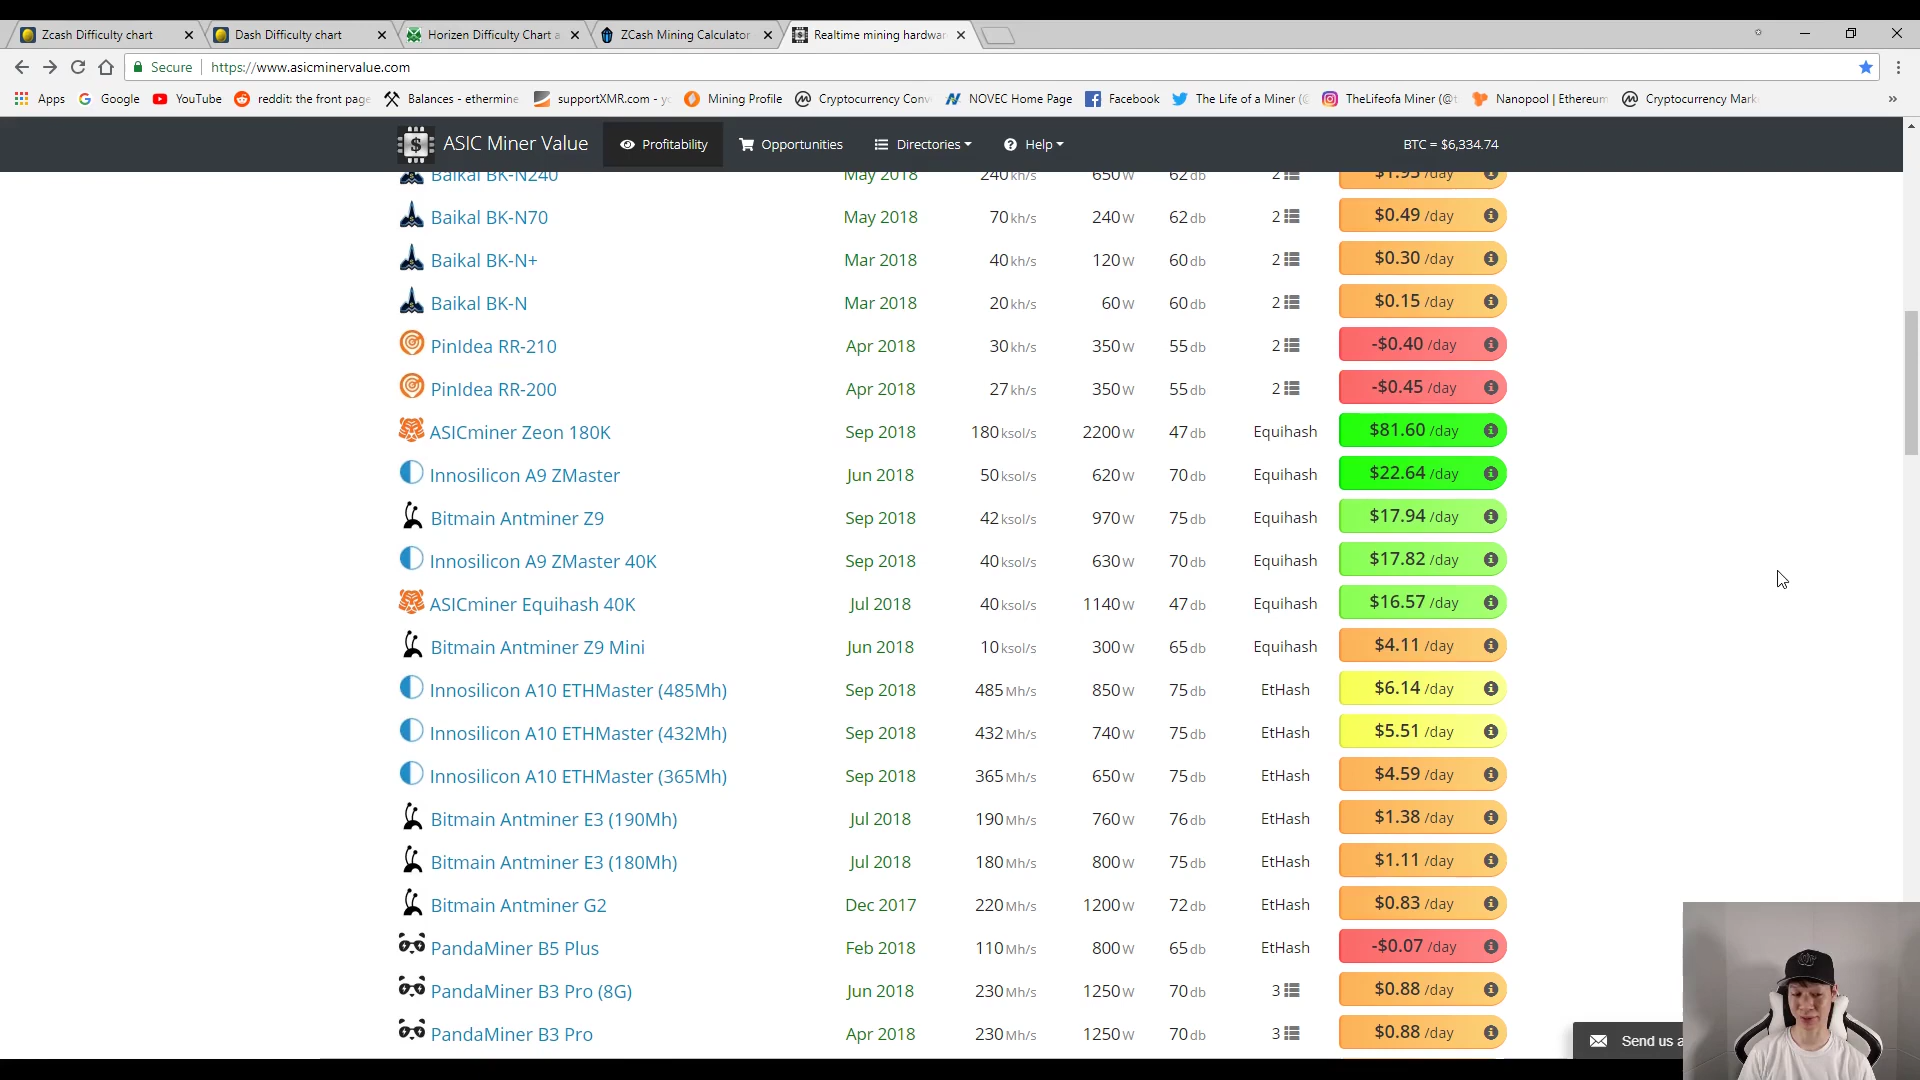 Zcash Difficulty chart
Dash Difficulty chart
Horizen Difficulty Chart a
ZCash Mining Calculator
Realtime mining hardwar
Secure https://www.asicminervalue.com
Apps Google YouTube reddit: the front page Balances - ethermine supportXMR.com - yo Mining Profile Cryptocurrency Conv NOVEC Home Page Facebook The Life of a Miner (@ TheLifeofa Miner (@t Nanopool | Ethereum Cryptocurrency Mark »
ASIC Miner Value Profitability Opportunities Directories Help BTC = $6,334.74
Baikal BK-N240 May 2018 240kh/s 650W 62db 2 $1.95 /day
Baikal BK-N70 May 2018 70kh/s 240W 62db 2 $0.49 /day
Baikal BK-N+ Mar 2018 40kh/s 120W 60db 2 $0.30 /day
Baikal BK-N Mar 2018 20kh/s 60W 60db 2 $0.15 /day
PinIdea RR-210 Apr 2018 30kh/s 350W 55db 2 -$0.40 /day
PinIdea RR-200 Apr 2018 27kh/s 350W 55db 2 -$0.45 /day
ASICminer Zeon 180K Sep 2018 180ksol/s 2200W 47db Equihash $81.60 /day
Innosilicon A9 ZMaster Jun 2018 50ksol/s 620W 70db Equihash $22.64 /day
Bitmain Antminer Z9 Sep 2018 42ksol/s 970W 75db Equihash $17.94 /day
Innosilicon A9 ZMaster 40K Sep 2018 40ksol/s 630W 70db Equihash $17.82 /day
ASICminer Equihash 40K Jul 2018 40ksol/s 1140W 47db Equihash $16.57 /day
Bitmain Antminer Z9 Mini Jun 2018 10ksol/s 300W 65db Equihash $4.11 /day
Innosilicon A10 ETHMaster (485Mh) Sep 2018 485Mh/s 850W 75db EtHash $6.14 /day
Innosilicon A10 ETHMaster (432Mh) Sep 2018 432Mh/s 740W 75db EtHash $5.51 /day
Innosilicon A10 ETHMaster (365Mh) Sep 2018 365Mh/s 650W 75db EtHash $4.59 /day
Bitmain Antminer E3 (190Mh) Jul 2018 190Mh/s 760W 76db EtHash $1.38 /day
Bitmain Antminer E3 (180Mh) Jul 2018 180Mh/s 800W 75db EtHash $1.11 /day
Bitmain Antminer G2 Dec 2017 220Mh/s 1200W 72db EtHash $0.83 /day
PandaMiner B5 Plus Feb 2018 110Mh/s 800W 65db EtHash -$0.07 /day
PandaMiner B3 Pro (8G) Jun 2018 230Mh/s 1250W 70db 3 $0.88 /day
PandaMiner B3 Pro Apr 2018 230Mh/s 1250W 70db 3 $0.88 /day
Send us a